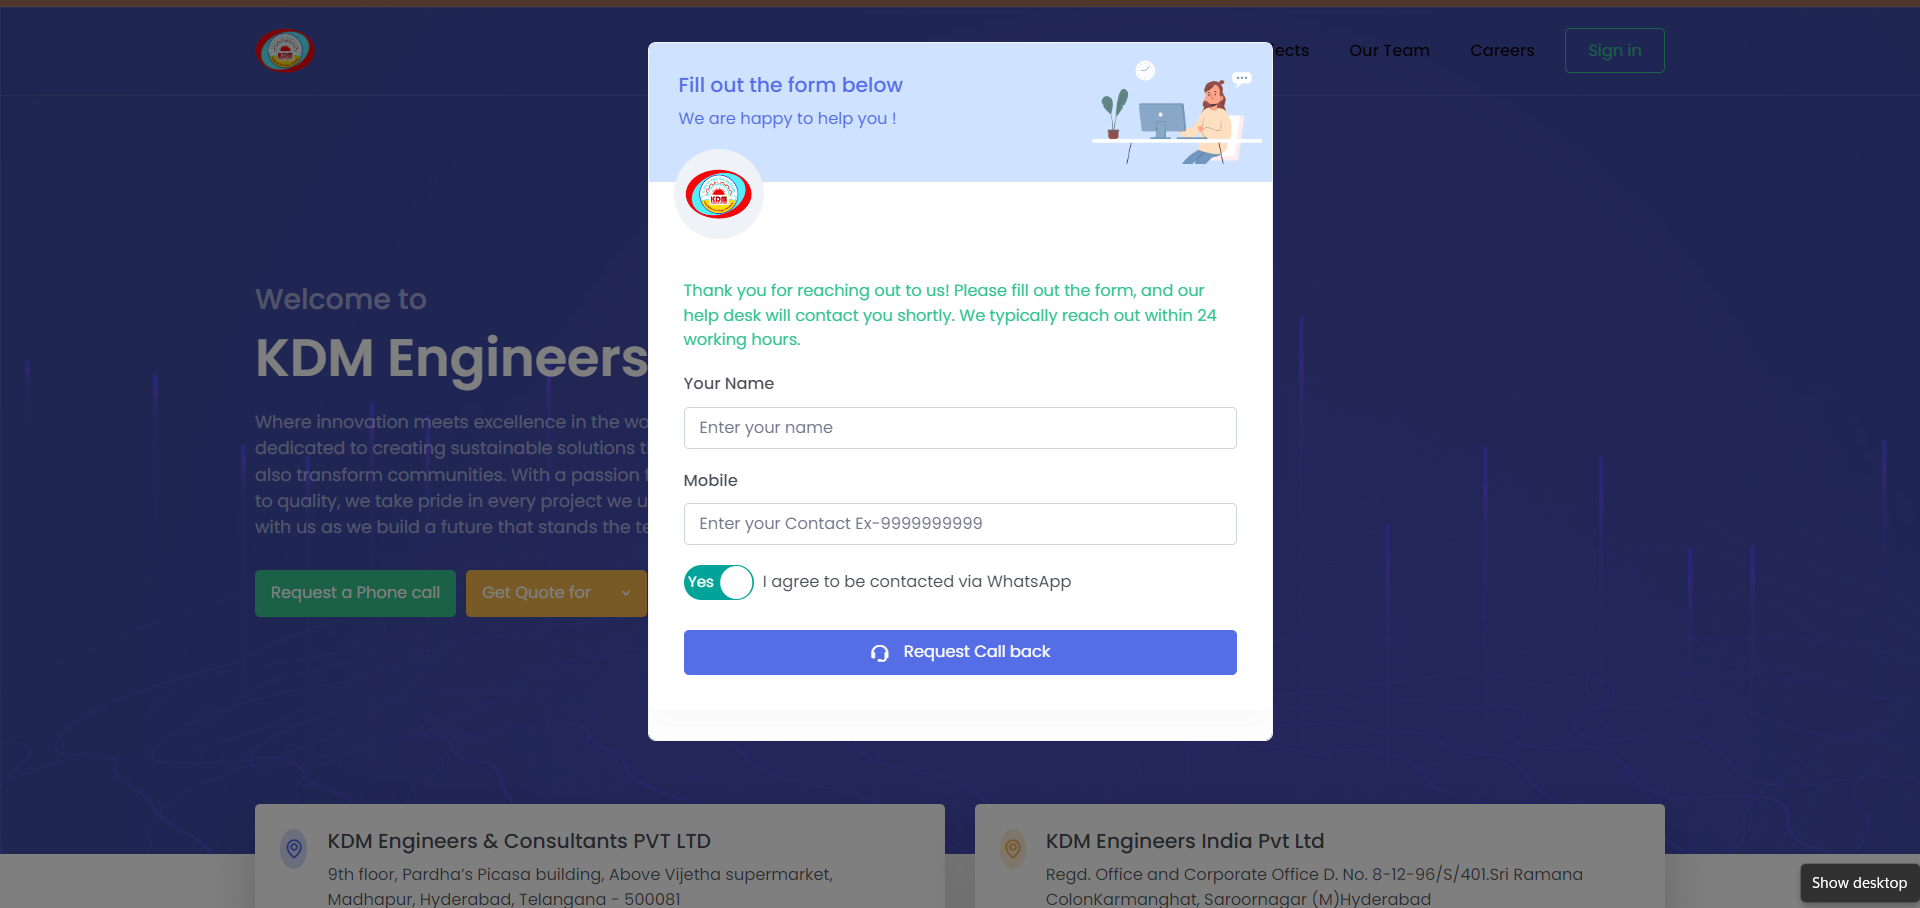 ects
Our Team
Careers
Sign in
Fill out the form below
We are happy to help you !
KDM
KDM
Thank you for reaching out to us! Please fill out the form, and our
help desk will contact you shortly. We typically reach out within 24
working hours.
Your Name
Enter your name
Mobile
Enter your Contact Ex-9999999999
Yes
I agree to be contacted via WhatsApp
Request Call back
Welcome to
KDM Engineers
Where innovation meets excellence in the wo
dedicated to creating sustainable solutions t
also transform communities. With a passion f
to quality, we take pride in every project we u
with us as we build a future that stands the te
Request a Phone call
Get Quote for
KDM Engineers & Consultants PVT LTD
9th floor, Pardha’s Picasa building, Above Vijetha supermarket,
Madhapur, Hyderabad, Telangana - 500081
KDM Engineers India Pvt Ltd
Regd. Office and Corporate Office D. No. 8-12-96/S/401.Sri Ramana
ColonKarmanghat, Saroornagar (M)Hyderabad
Show desktop